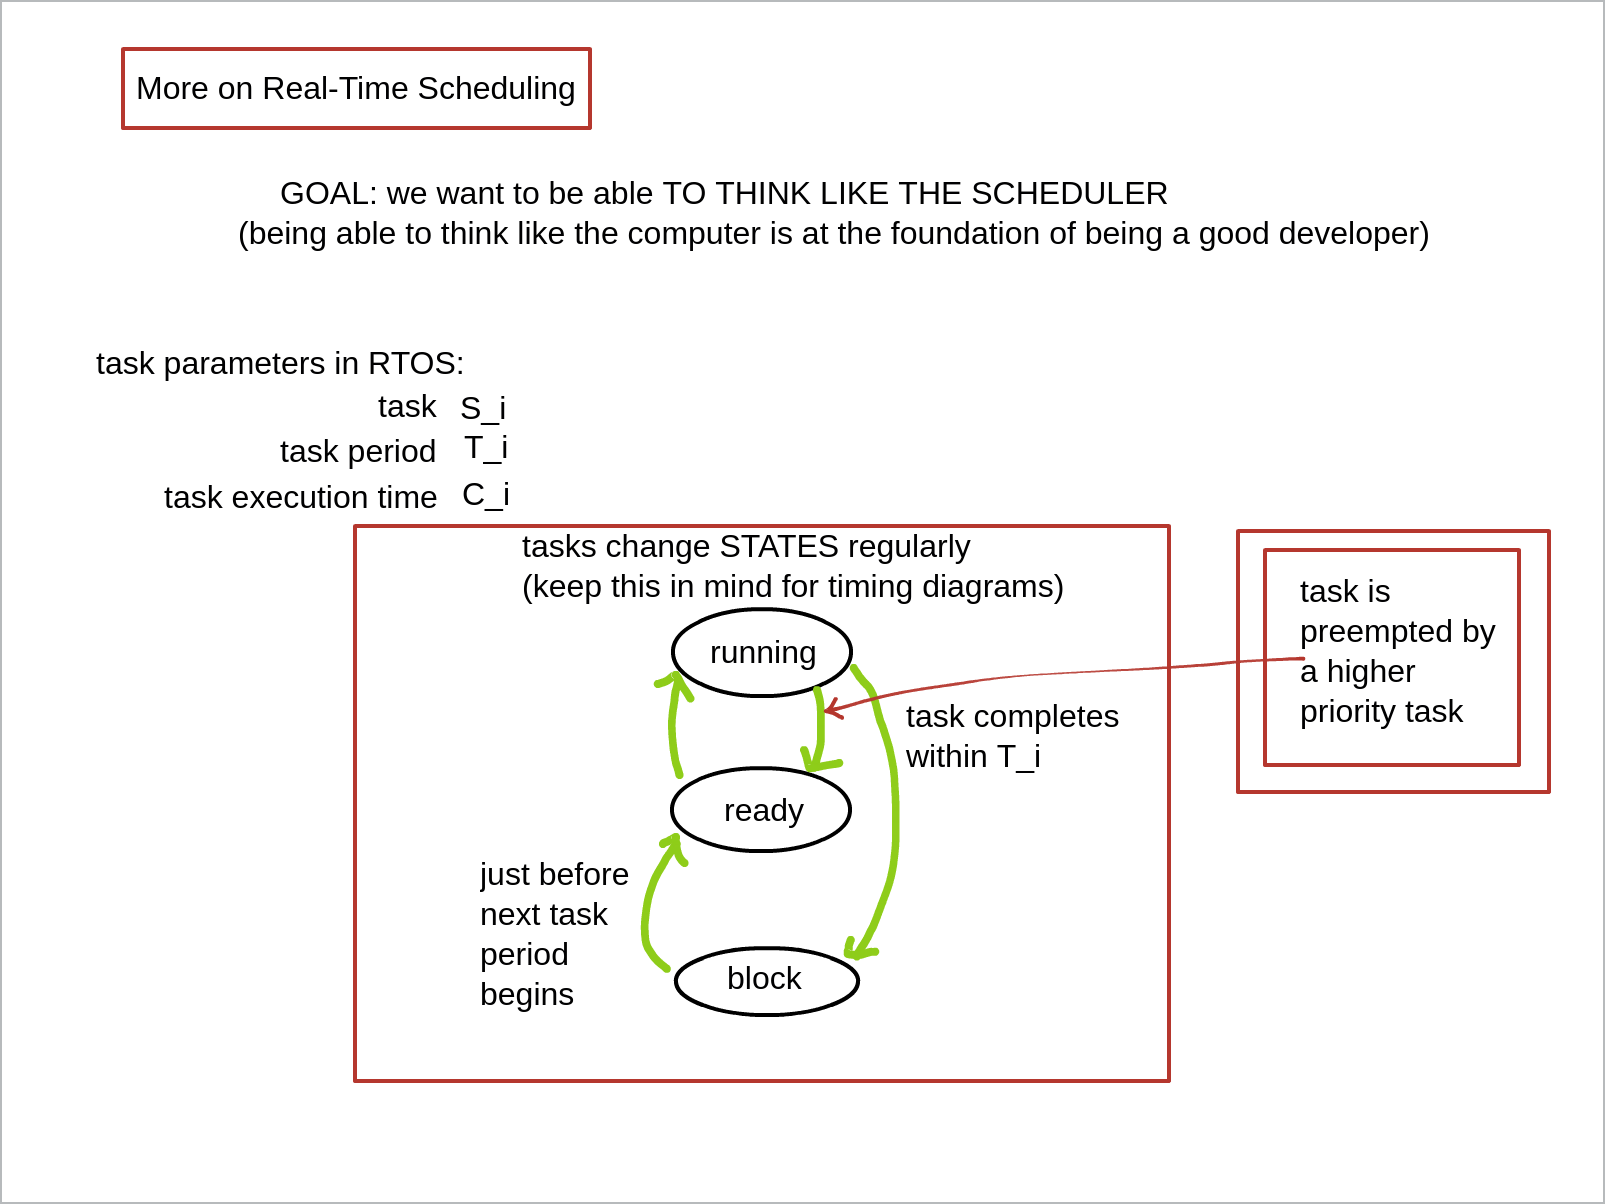 More on Real-Time Scheduling
GOAL: we want to be able TO THINK LIKE THE SCHEDULER
(being able to think like the computer is at the foundation of being a good developer)
task parameters in RTOS:
task S_i
task period T_i
task execution time C_i
tasks change STATES regularly
(keep this in mind for timing diagrams)
running
task is
preempted by
a higher
priority task
task completes
within T_i
ready
just before
next task
period
begins
block